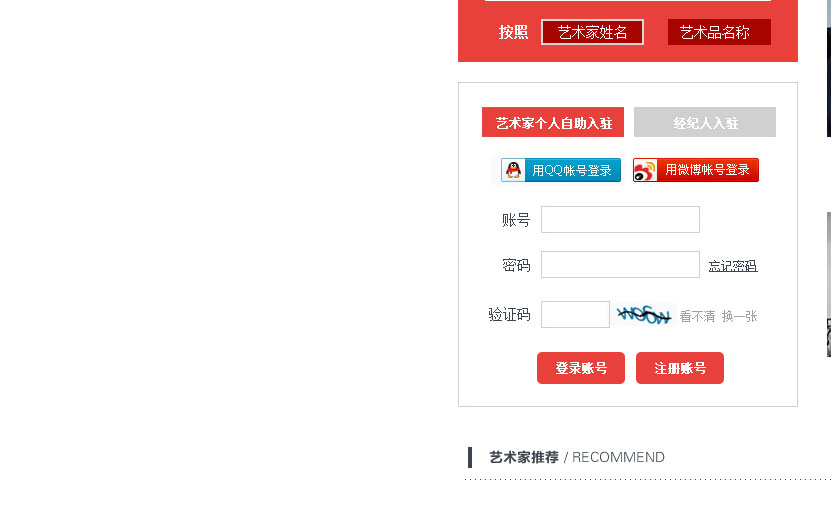 按照 艺术家姓名 艺术品名称
艺术家个人自助入驻 经纪人入驻
用QQ帐号登录 用微博帐号登录
账号
密码 忘记密码
验证码 看不清 换一张
登录账号 注册账号
艺术家推荐 / RECOMMEND